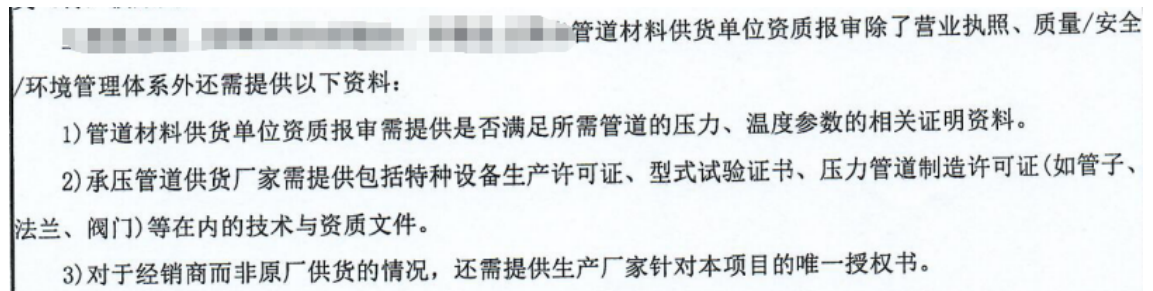 管道材料供货单位资质报审除了营业执照、质量/安全
/环境管理体系外还需提供以下资料：
1)管道材料供货单位资质报审需提供是否满足所需管道的压力、温度参数的相关证明资料。
2)承压管道供货厂家需提供包括特种设备生产许可证、型式试验证书、压力管道制造许可证(如管子、
法兰、阀门)等在内的技术与资质文件。
3)对于经销商而非原厂供货的情况，还需提供生产厂家针对本项目的唯一授权书。